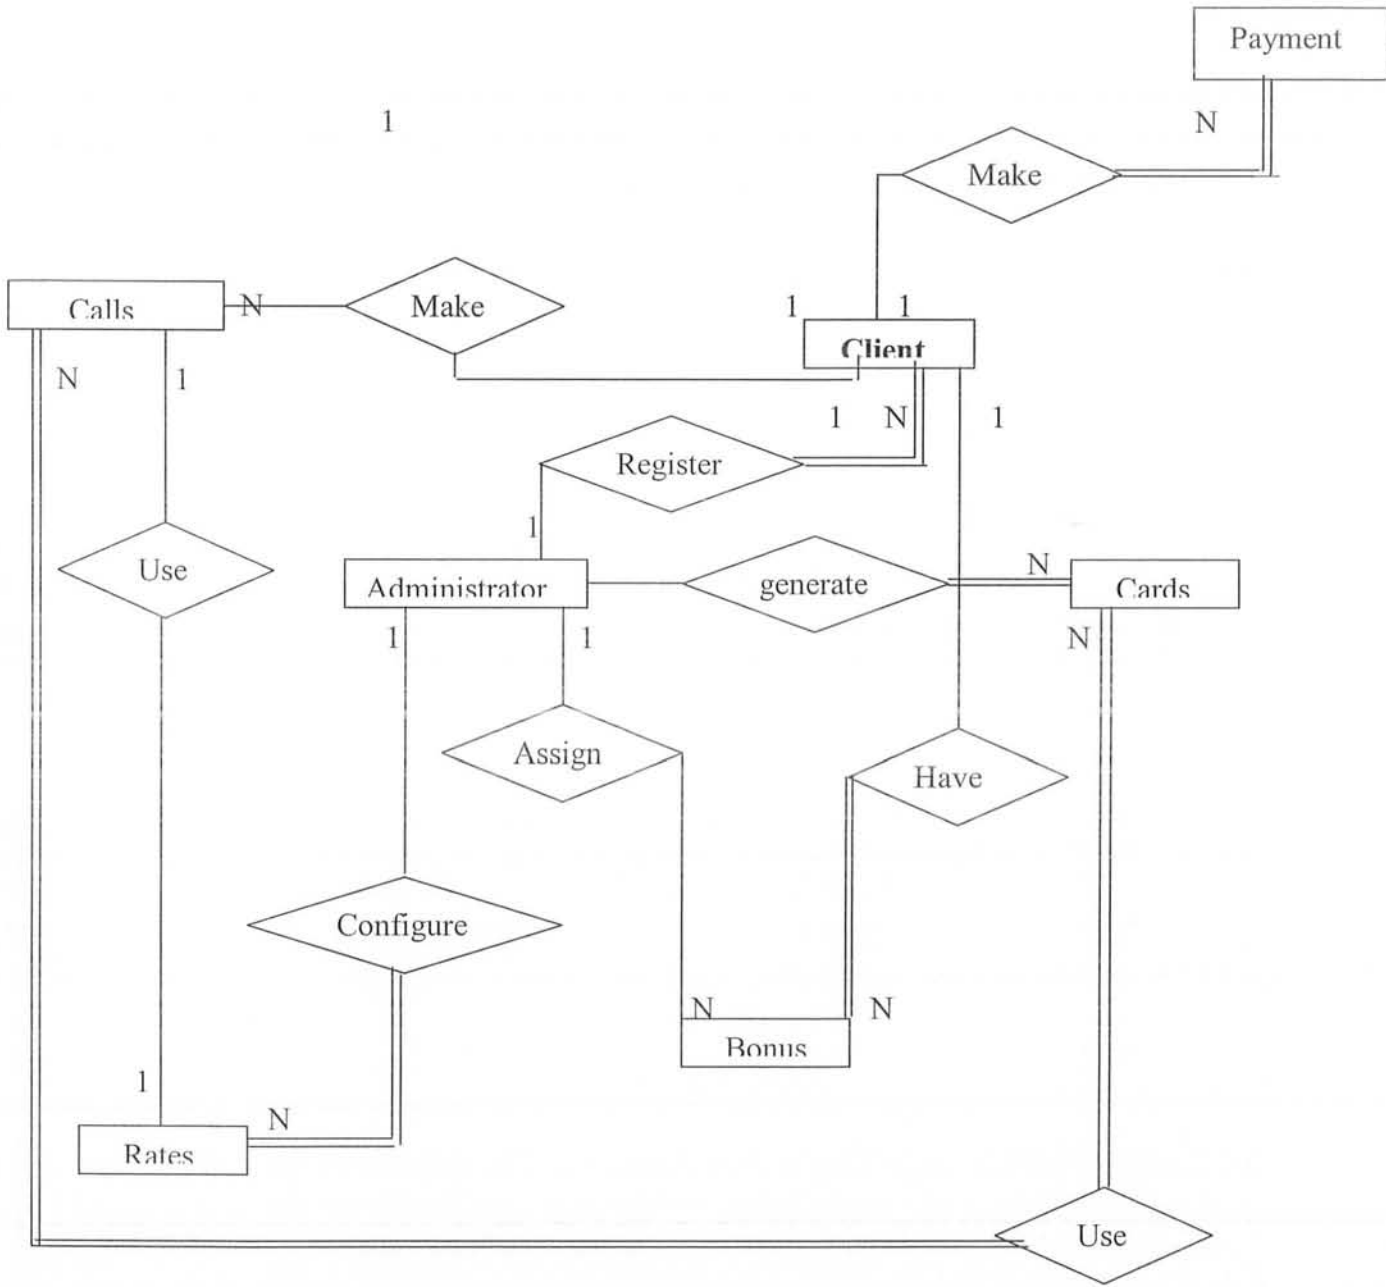 Payment
1
N
Make
Calls
N
Make
1
1
Client
N
1
1
N
1
Register
1
Use
Administrator
generate
N
Cards
1
1
N
Assign
Have
Configure
N
N
Bonus
1
N
Rates
Use